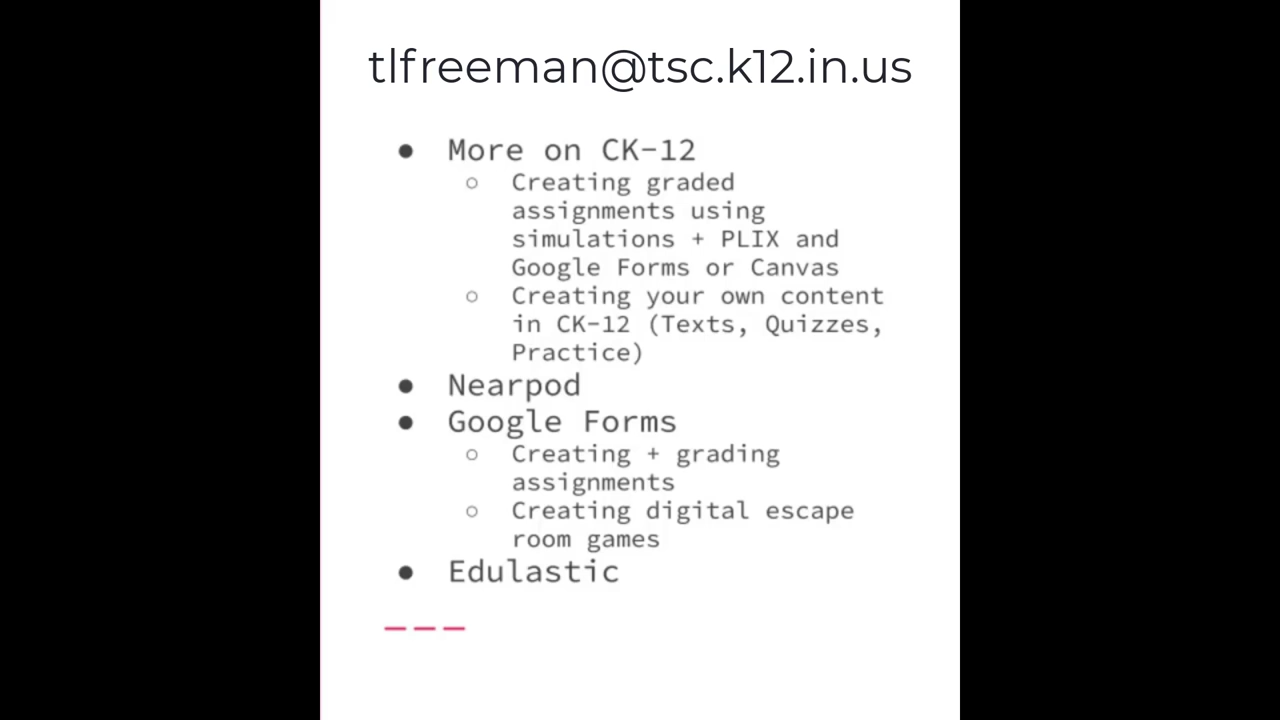 tlfreeman@tsc.k12.in.us
● More on CK-12
○ Creating graded
assignments using
simulations + PLIX and
Google Forms or Canvas
○ Creating your own content
in CK-12 (Texts, Quizzes,
Practice)
● Nearpod
● Google Forms
○ Creating + grading
assignments
○ Creating digital escape
room games
● Edulastic